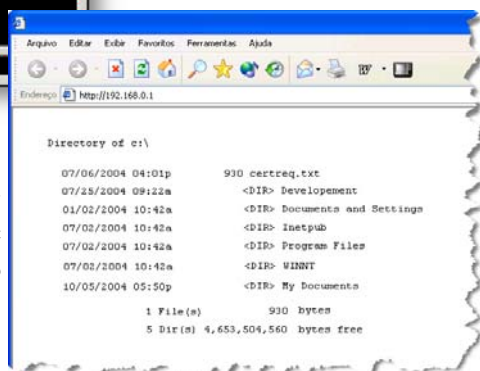 Arquivo Editar Exibir Favoritos Ferramentas Ajuda
Endereço http://192.168.0.1
Directory of c:\
07/06/2004 04:01p 930 certreq.txt
07/25/2004 09:22a <DIR> Developement
01/02/2004 10:42a <DIR> Documents and Settings
07/02/2004 10:42a <DIR> Inetpub
07/02/2004 10:42a <DIR> Program Files
07/02/2004 10:42a <DIR> WINNT
10/05/2004 05:50p <DIR> My Documents
1 File(s) 930 bytes
5 Dir(s) 4,653,504,560 bytes free